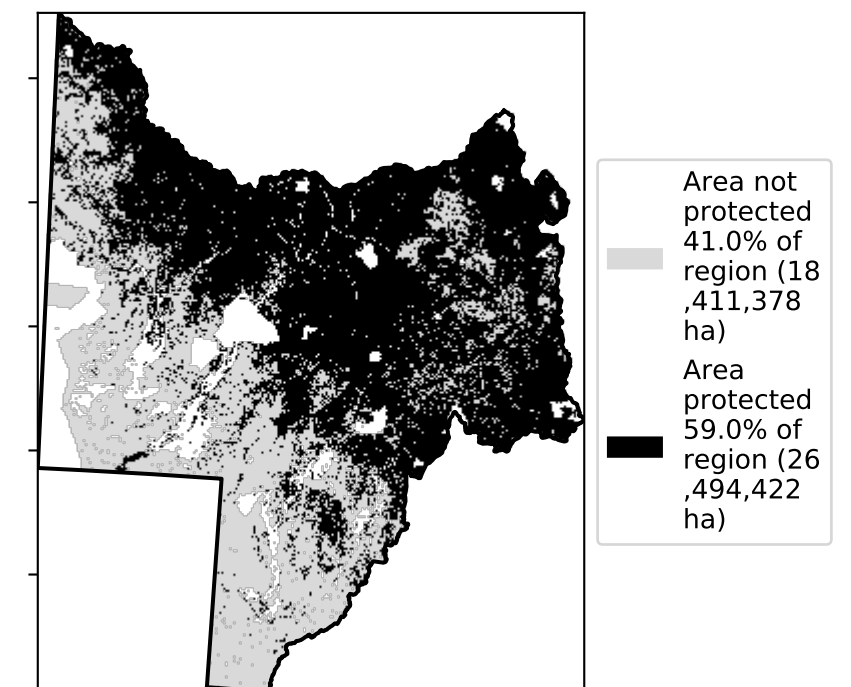 Area not
protected
41.0% of
region (18
,411,378
ha)
Area
protected
59.0% of
region (26
,494,422
ha)